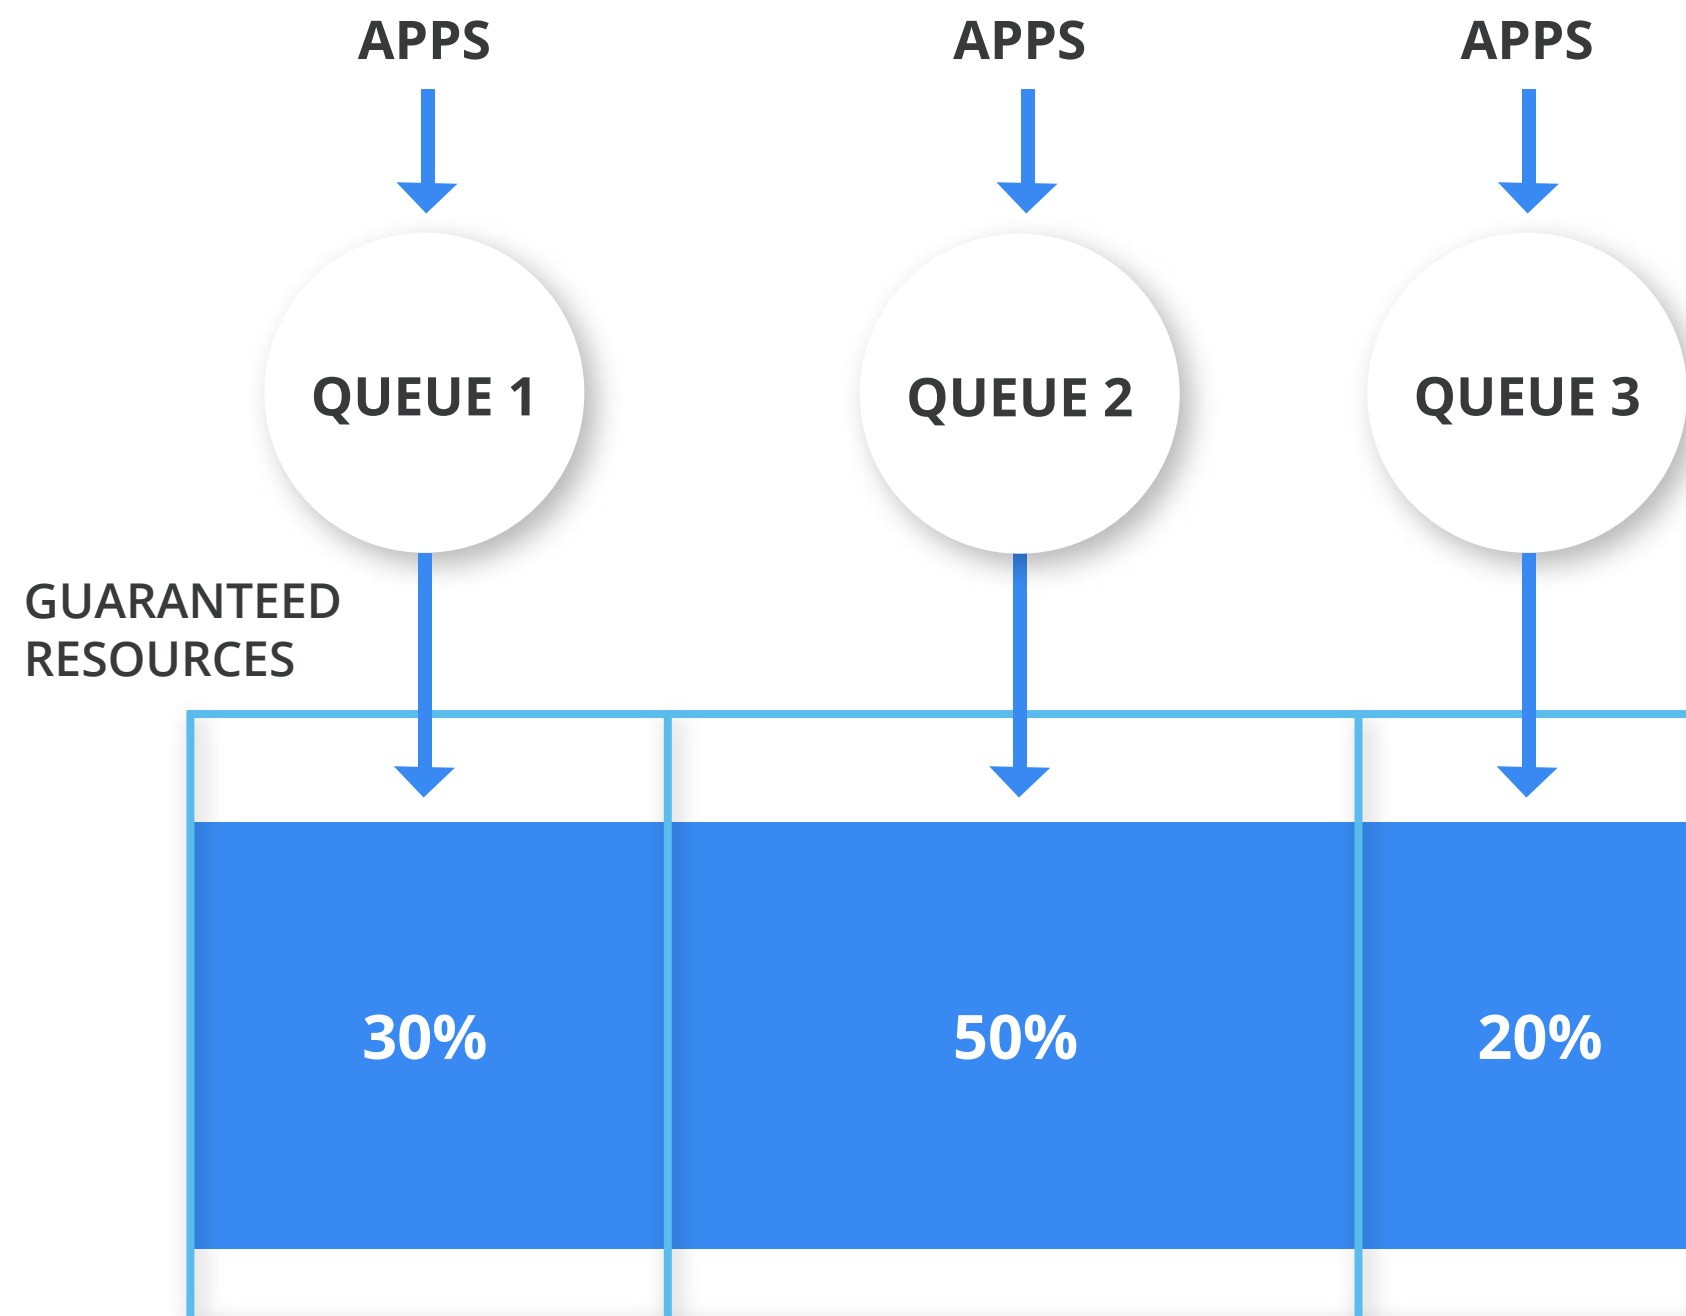 APPS
APPS
APPS
QUEUE 1
QUEUE 2
QUEUE 3
GUARANTEED
RESOURCES
30%
50%
20%